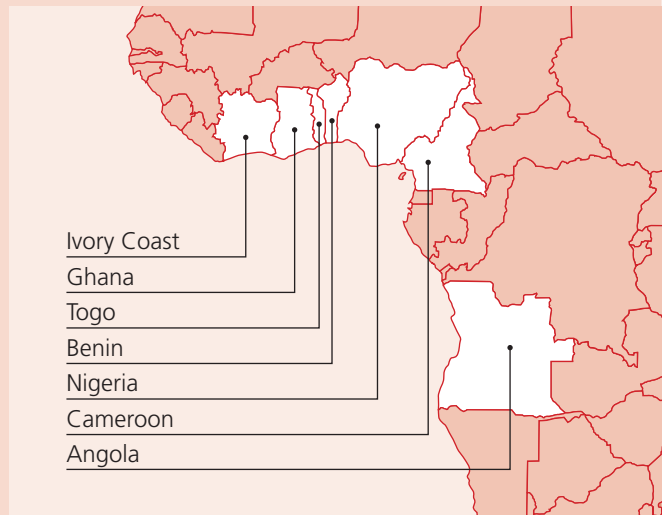 Ivory Coast
Ghana
Togo
Benin
Nigeria
Cameroon
Angola